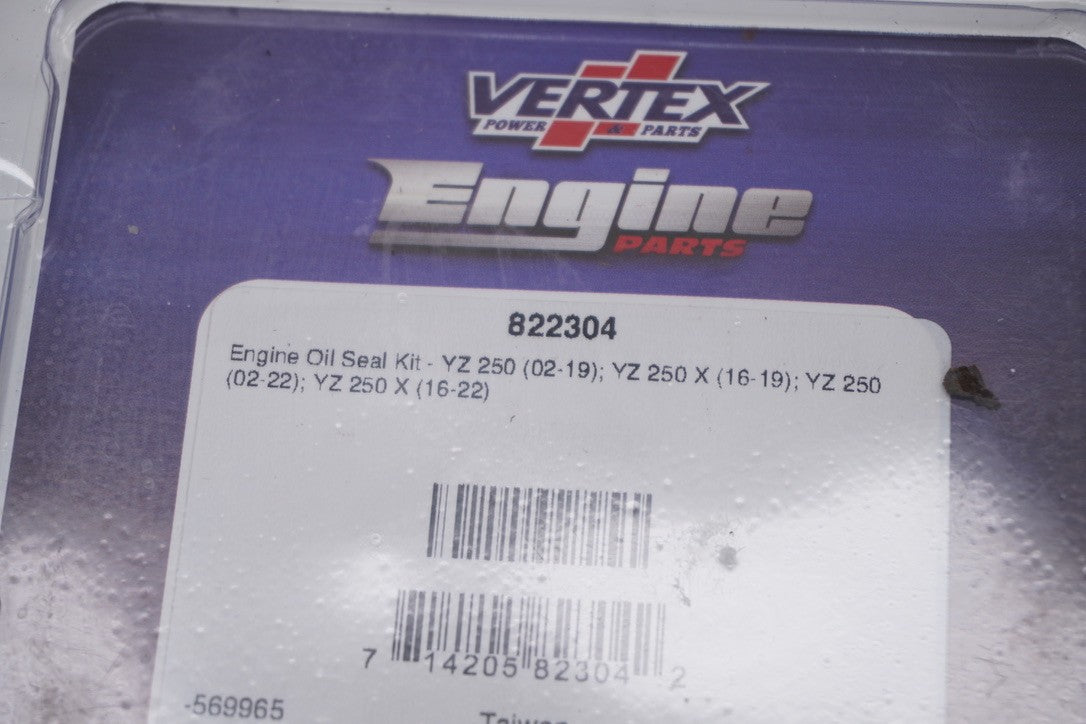 VERTEX
POWER & PARTS
Engine
PARTS
822304
Engine Oil Seal Kit - YZ 250 (02-19); YZ 250 X (16-19); YZ 250
(02-22); YZ 250 X (16-22)
7 14205 82304 2
-569965
Taiwan